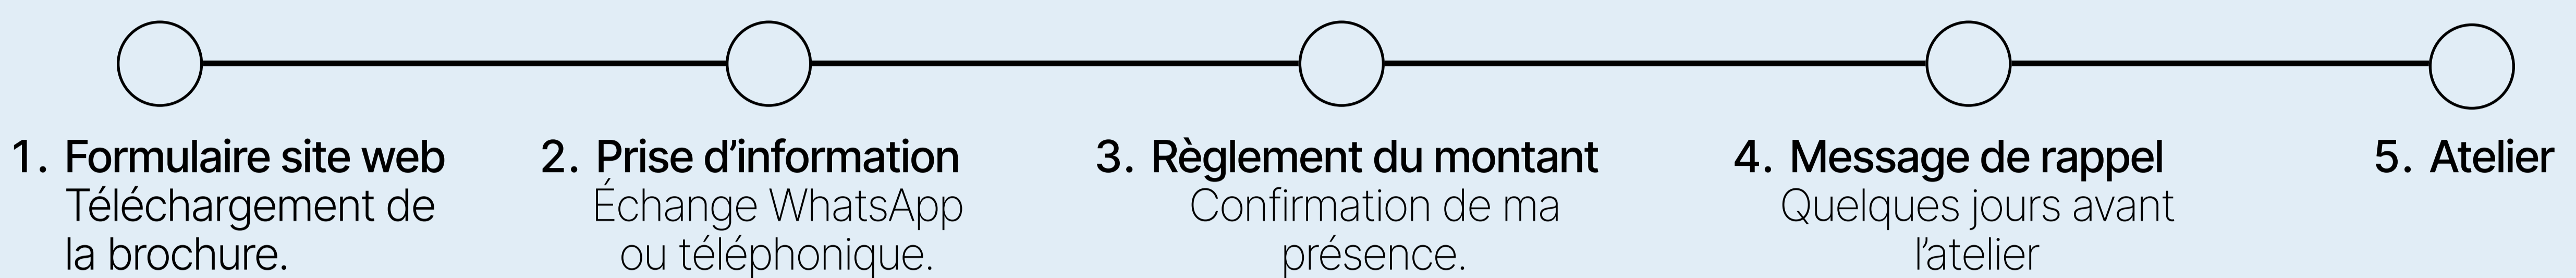 1. Formulaire site web
Téléchargement de
la brochure.
2. Prise d’information
Échange WhatsApp
ou téléphonique.
3. Règlement du montant
Confirmation de ma
présence.
4. Message de rappel
Quelques jours avant
l’atelier
5. Atelier